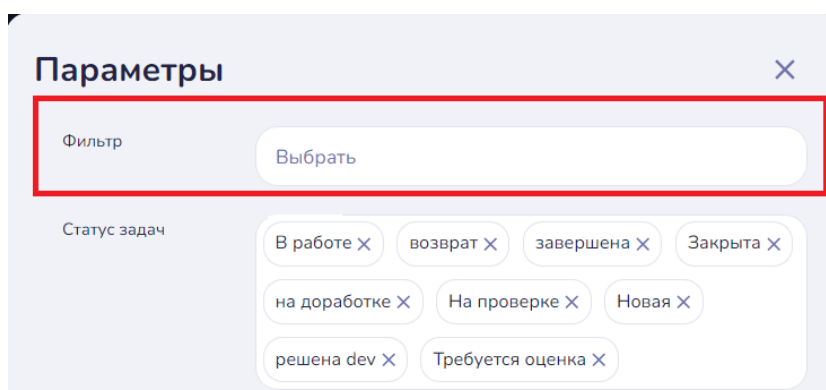 Параметры
Фильтр
Выбрать
Статус задач
В работе возврат завершена Закрыта
на доработке На проверке Новая
решена dev Требуется оценка